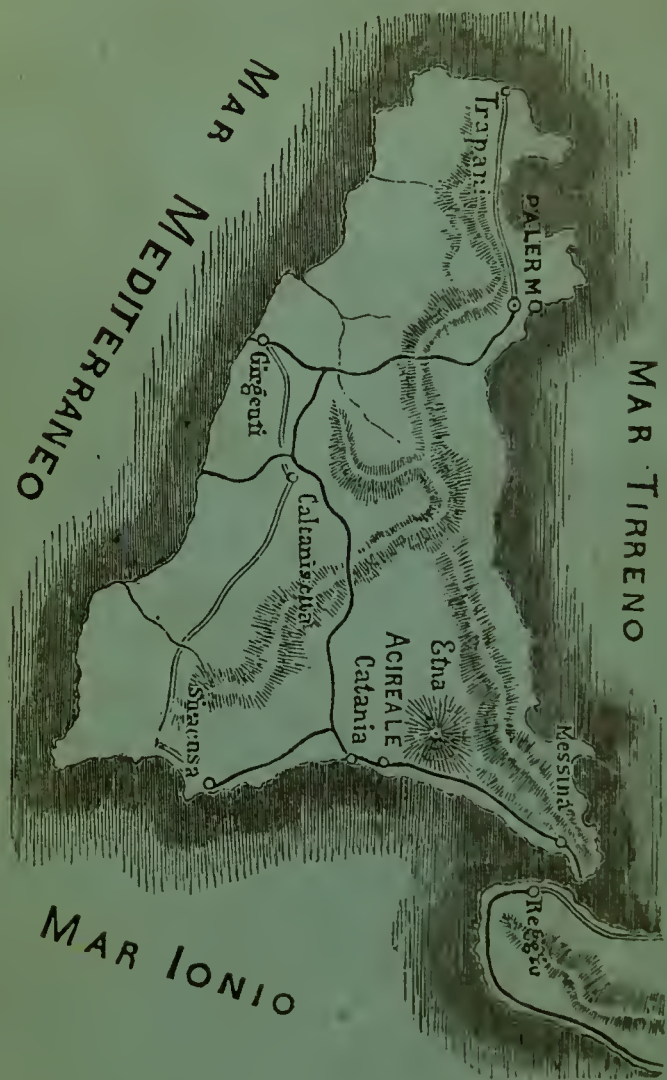 MAR TIRRENO
MAR MEDITERRANEO
MAR IONIO
Trapani
PALERMO
Messina
Reggio
Etna
ACIREALE
Catania
Caltanissetta
Girgenti
Siracusa